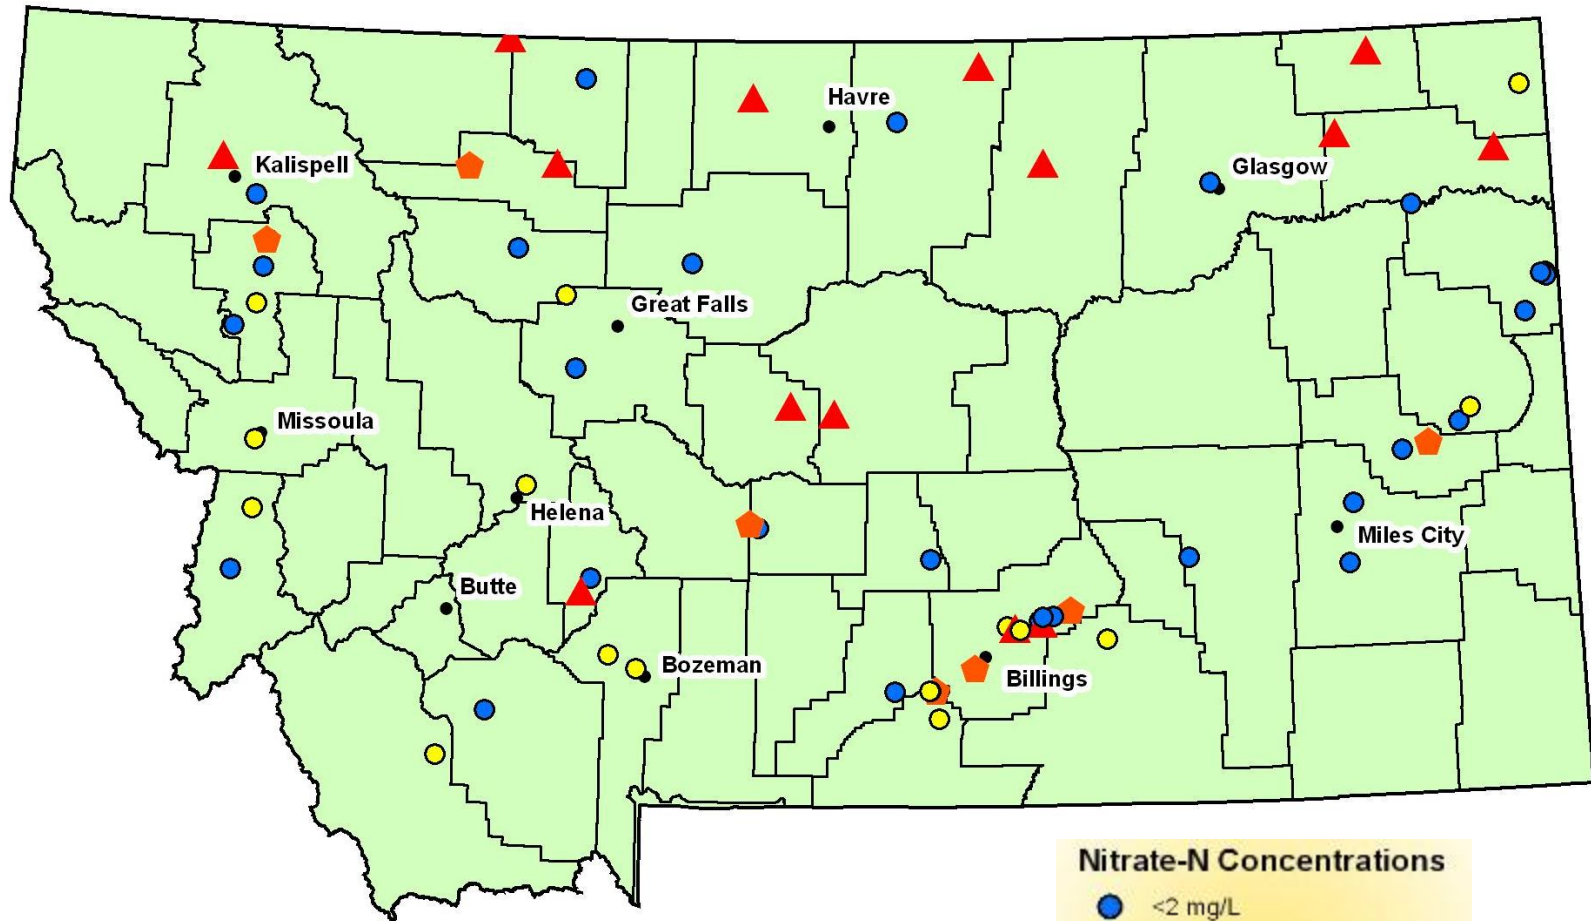 Havre
Kalispell
Glasgow
Great Falls
Missoula
Helena
Miles City
Butte
Bozeman
Billings
Nitrate-N Concentrations
<2 mg/L